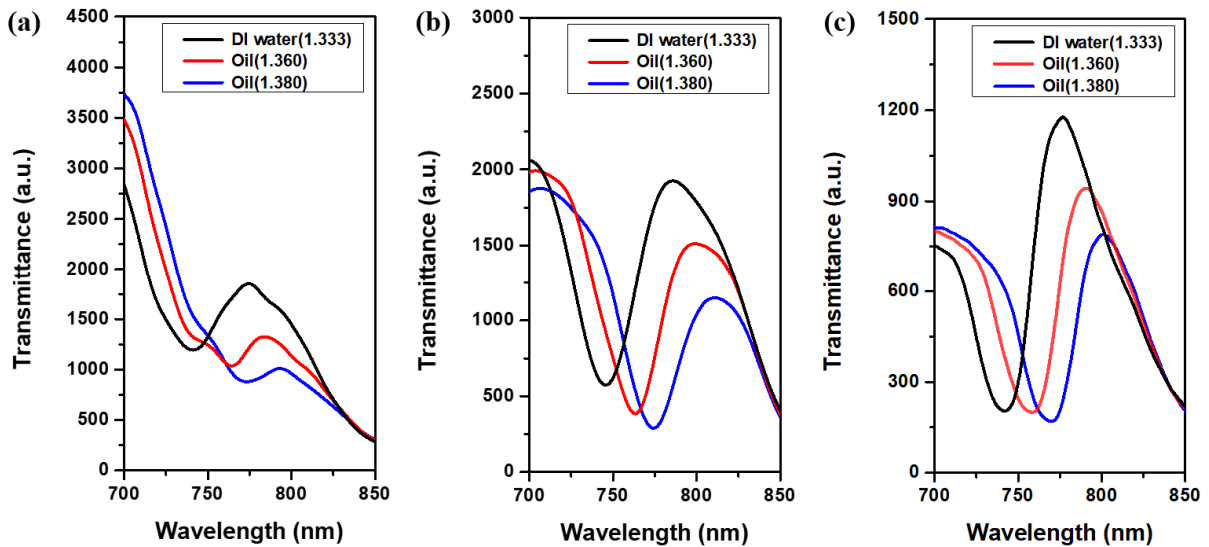 (a)
4500
4000
3500
3000
2500
2000
1500
1000
500
0
Transmittance (a.u.)
DI water(1.333)
Oil(1.360)
Oil(1.380)
700
750
800
850
Wavelength (nm)
(b)
3000
2500
2000
1500
1000
500
0
Transmittance (a.u.)
DI water(1.333)
Oil(1.360)
Oil(1.380)
700
750
800
850
Wavelength (nm)
(c)
1500
1200
900
600
300
0
Transmittance (a.u.)
DI water(1.333)
Oil(1.360)
Oil(1.380)
700
750
800
850
Wavelength (nm)